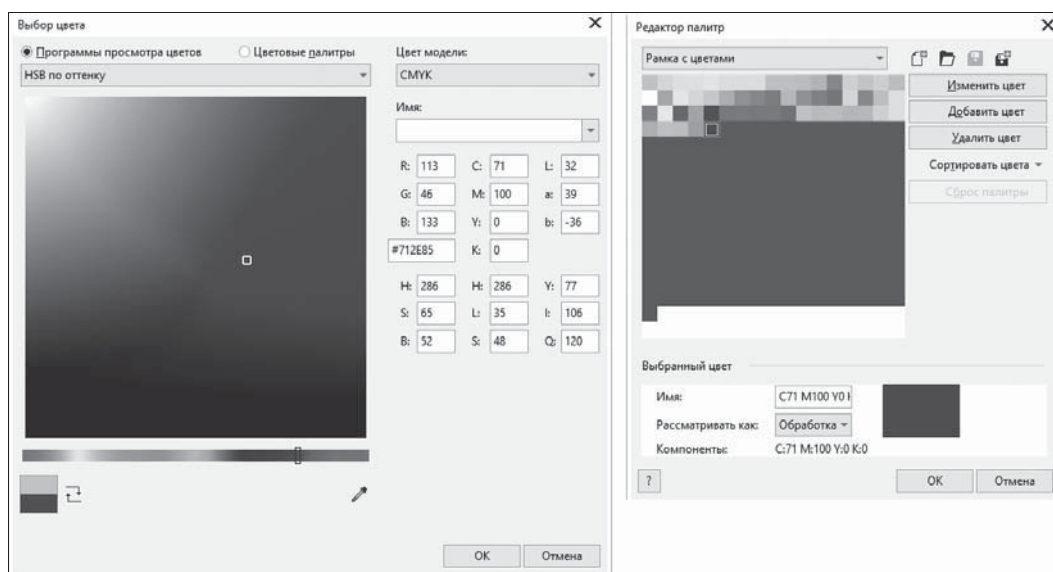 Выбор цвета
Программы просмотра цветов Цветовые палитры
HSB по оттенку
Цвет модели:
CMYK
Имя:
R: 113 C: 71 L: 32
G: 46 M: 100 a: 39
B: 133 Y: 0 b: -36
#712E85 K: 0
H: 286 H: 286 Y: 77
S: 65 L: 35 I: 106
B: 52 S: 48 Q: 120
OK Отмена
Редактор палитр
Рамка с цветами
Изменить цвет
Добавить цвет
Удалить цвет
Сортировать цвета
Сброс палитры
Выбранный цвет
Имя: C71 M100 Y0
Рассматривать как: Обработка
Компоненты: C:71 M:100 Y:0 K:0
? OK Отмена